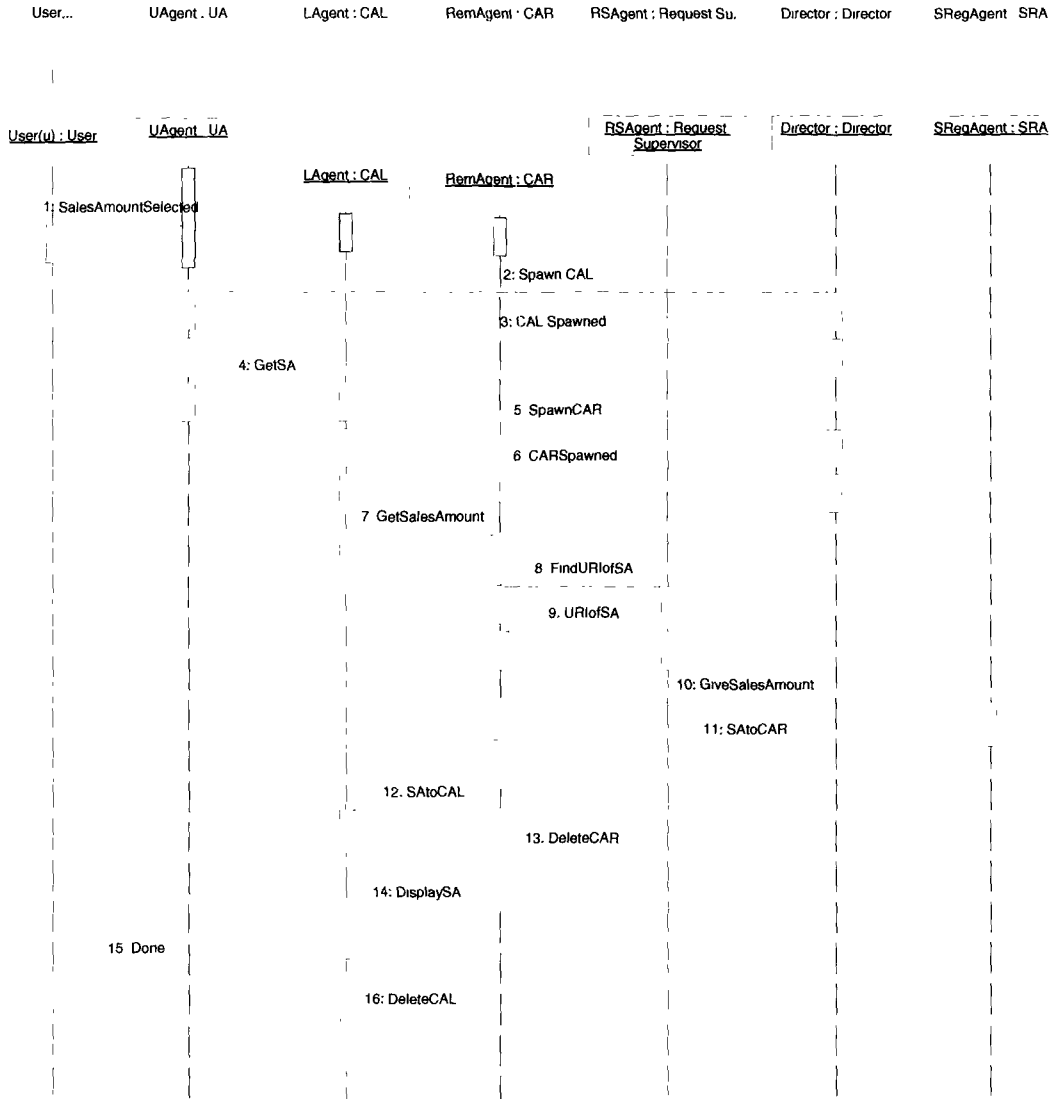 User... UAgent . UA LAgent : CAL RemAgent · CAR RSAgent : Request Su. Director : Director SRegAgent SRA
User(u) : User UAgent UA RSAgent : Request Director : Director SRegAgent : SRA
Supervisor
LAgent : CAL RemAgent : CAR
1: SalesAmountSelected
2: Spawn CAL
3: CAL Spawned
4: GetSA
5 SpawnCAR
6 CARSpawned
7 GetSalesAmount
8 FindURIofSA
9. URIofSA
10: GiveSalesAmount
11: SAtoCAR
12. SAtoCAL
13. DeleteCAR
14: DisplaySA
15 Done
16: DeleteCAL